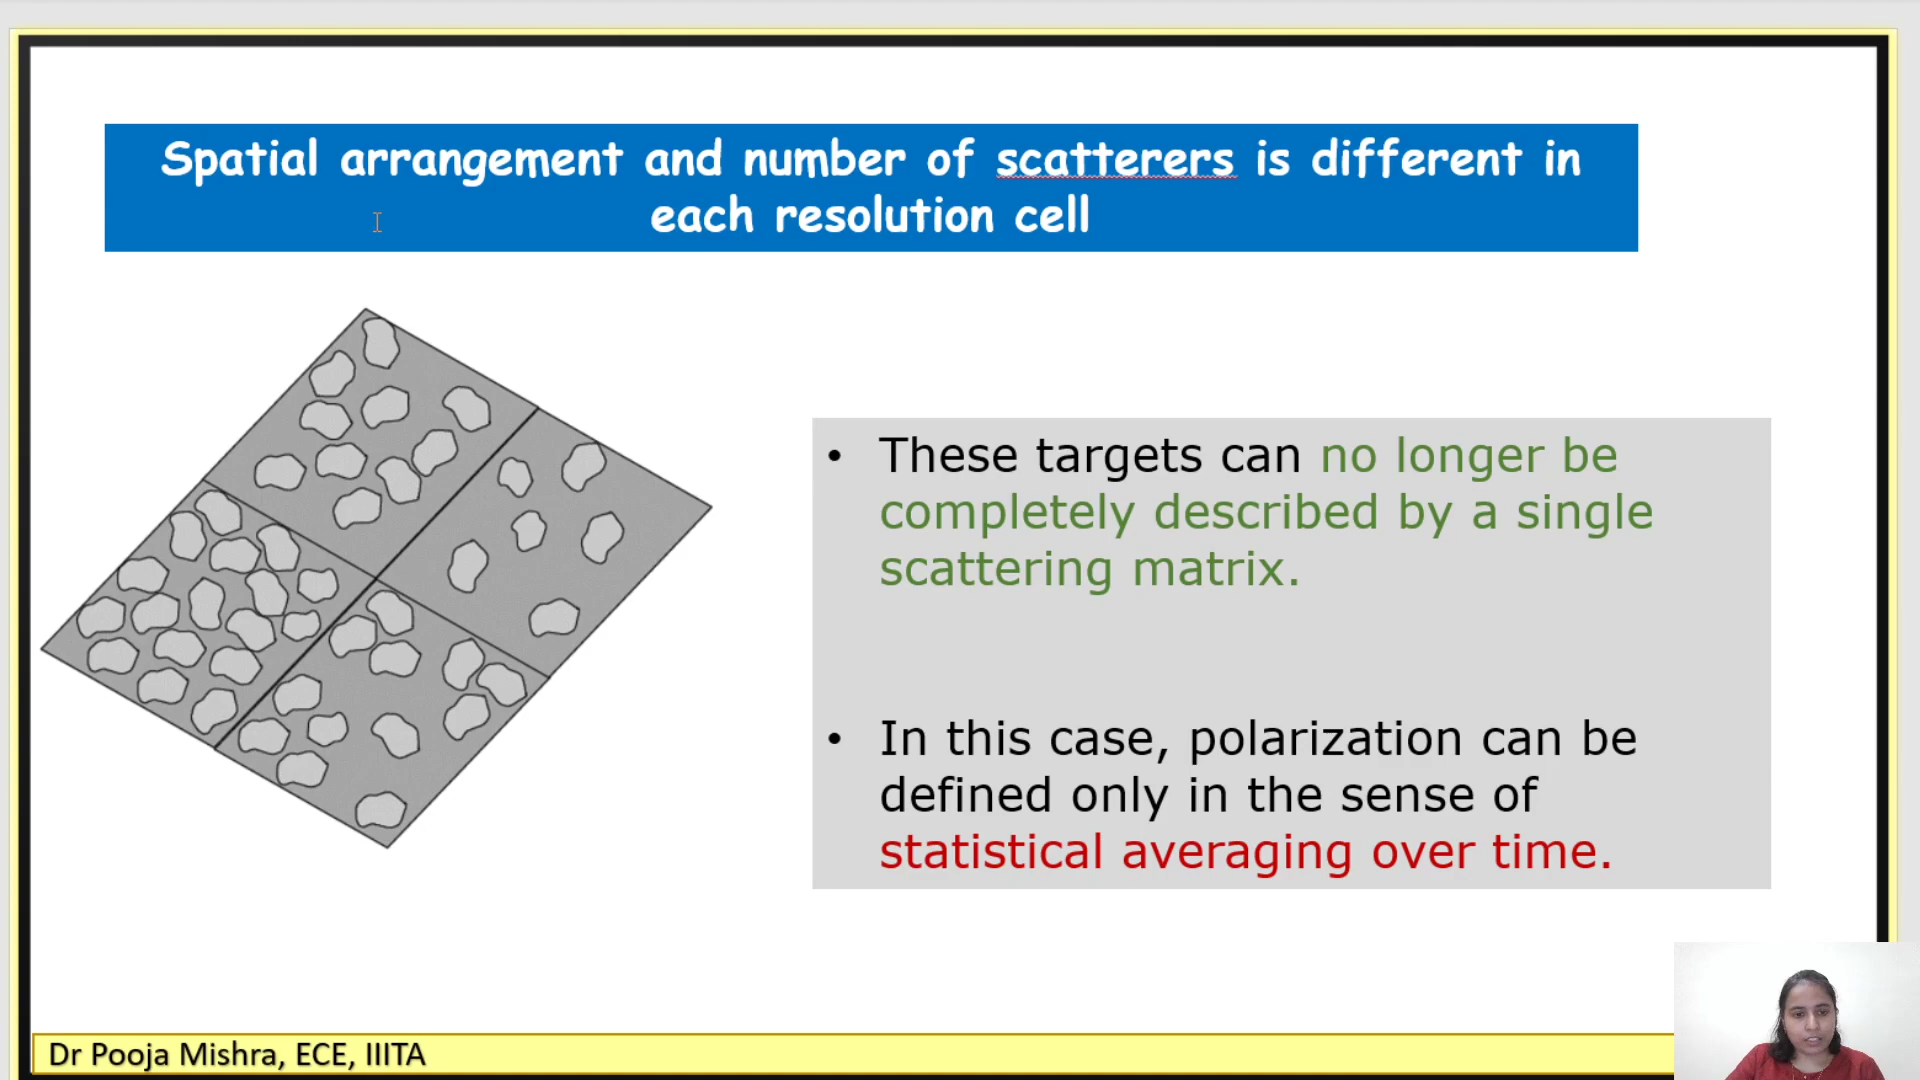 Spatial arrangement and number of scatterers is different in
each resolution cell
• These targets can no longer be
completely described by a single
scattering matrix.
• In this case, polarization can be
defined only in the sense of
statistical averaging over time.
Dr Pooja Mishra, ECE, IIITA